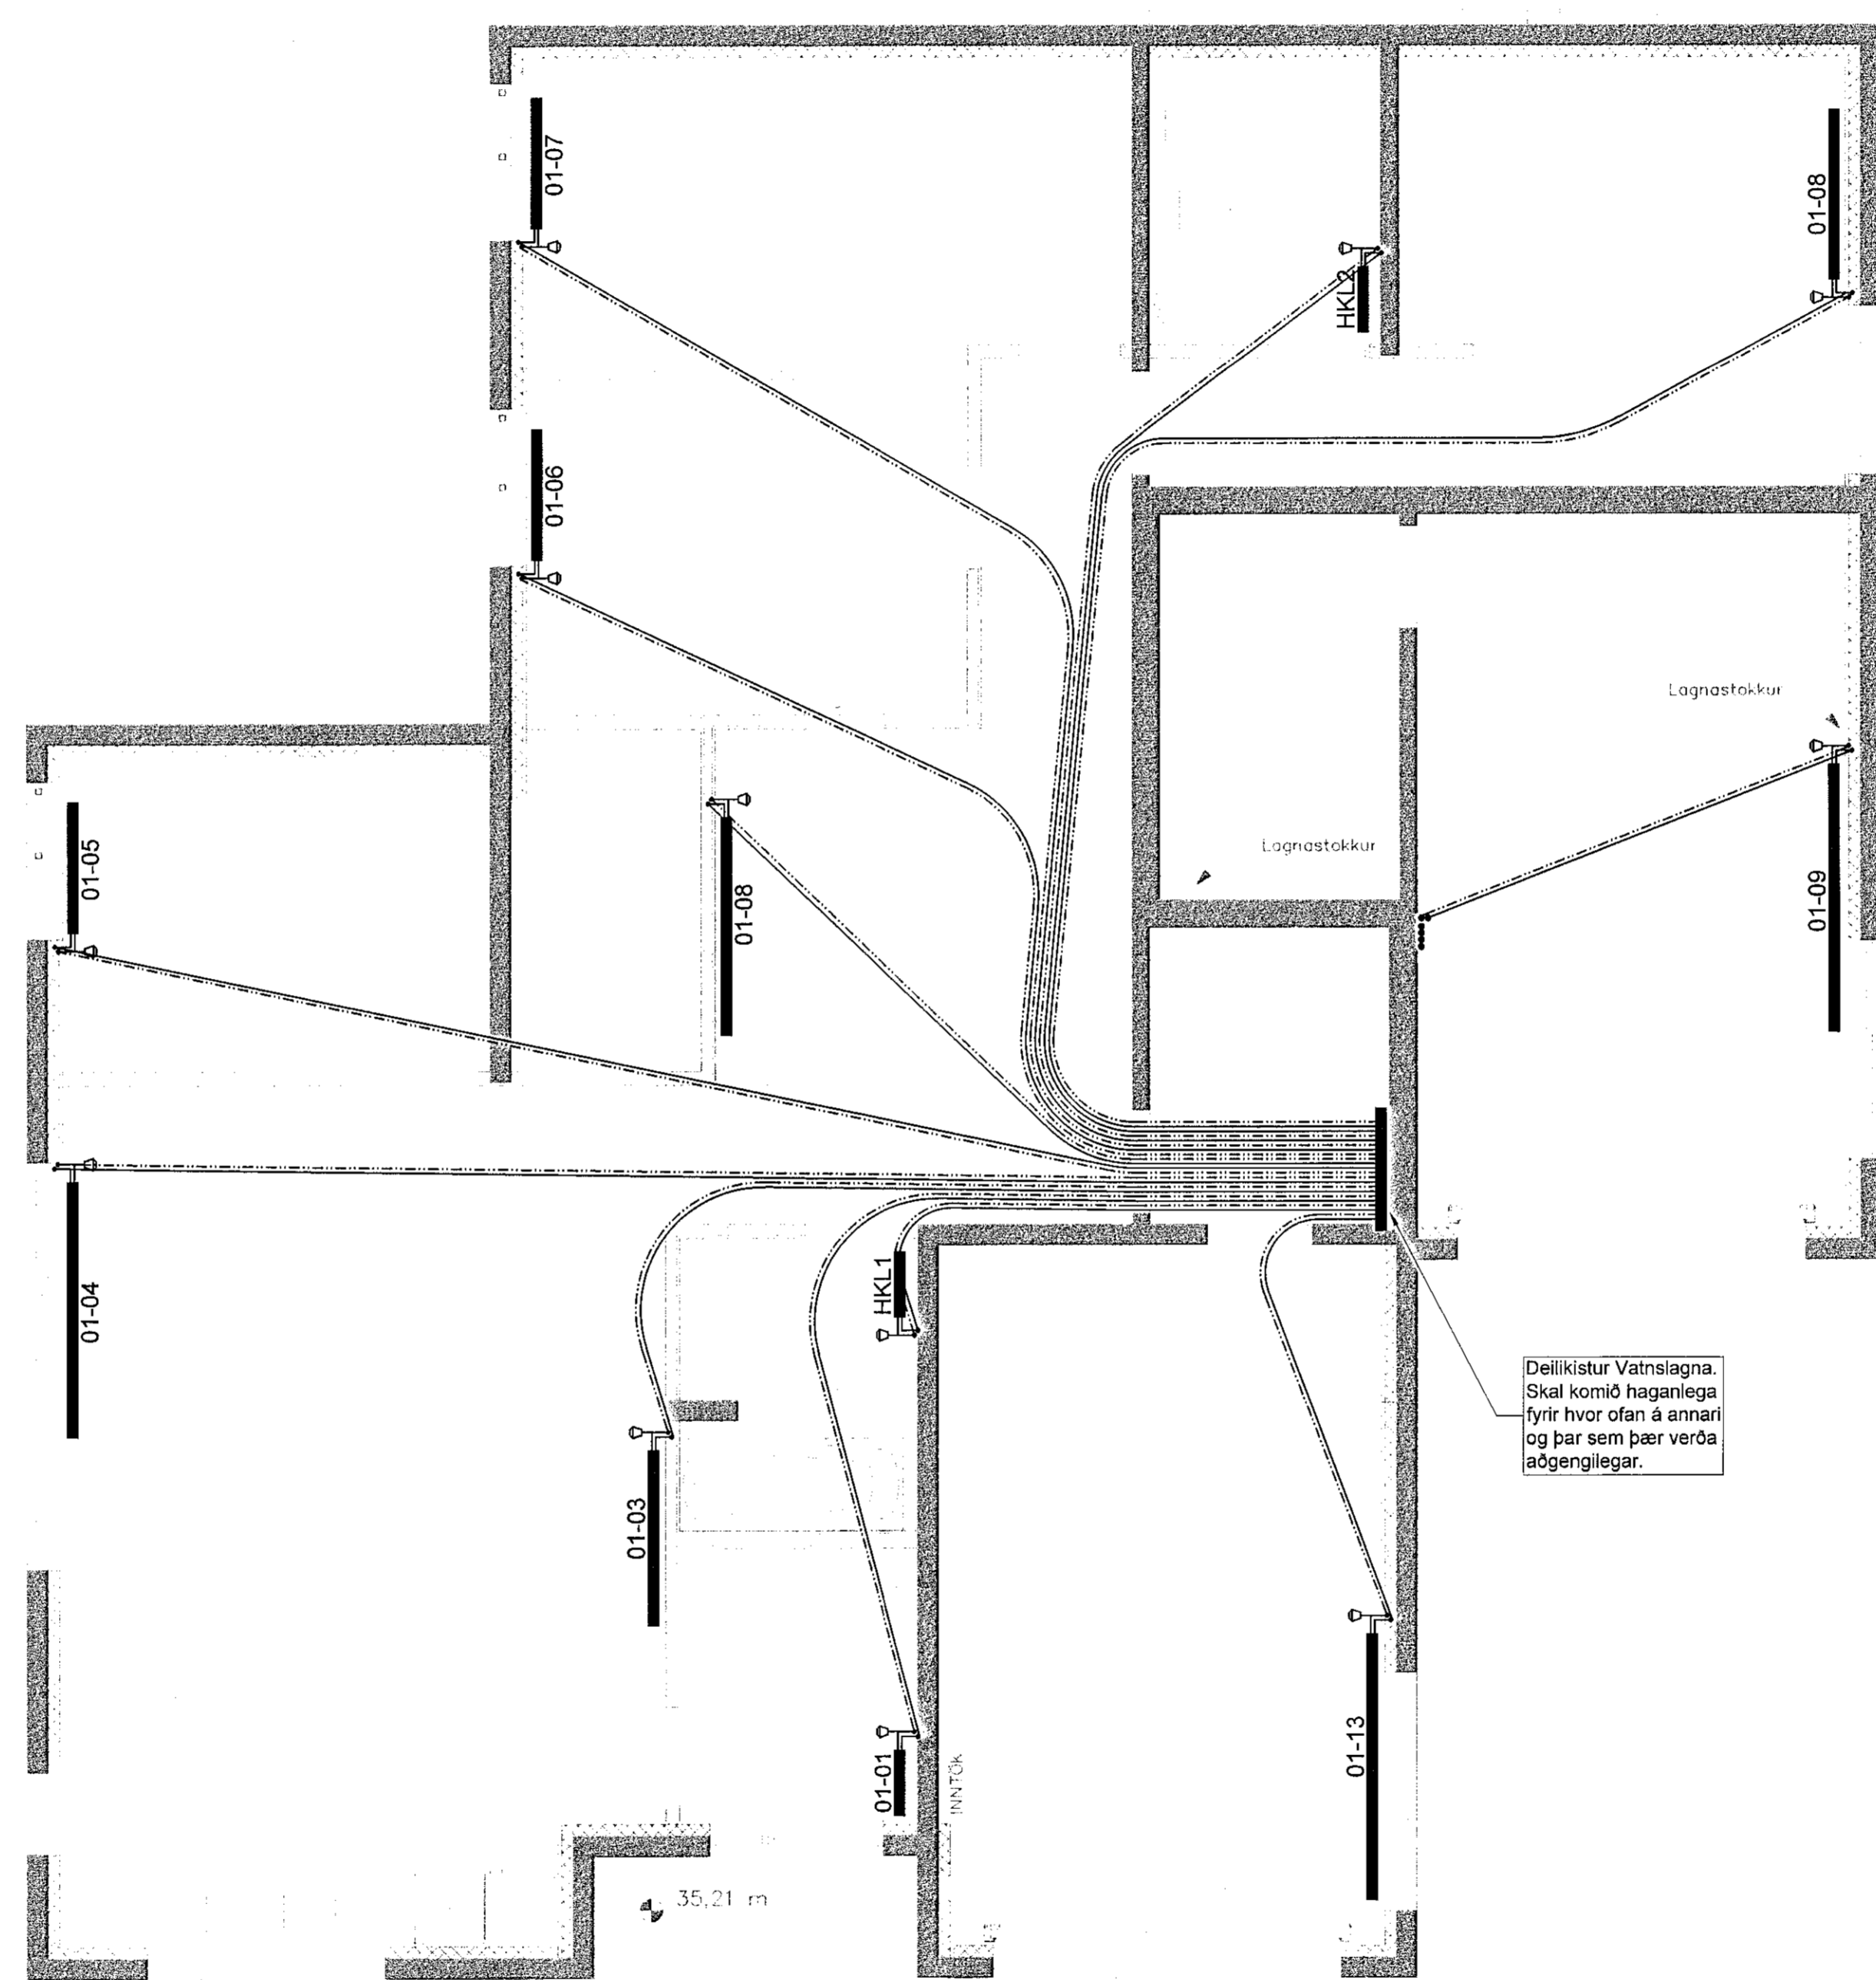 01-07
01-08
HKL2
01-06
Lagnastokkur
01-05
Lagnastokkur
01-08
01-09
01-04
HKL1
Deilikistur Vatnslagna.
Skal komið haganlega
fyrir hvor ofan á annari
og þar sem þær verða
aðgengilegar.
01-03
01-01
INNTÖK
01-13
35,21 m